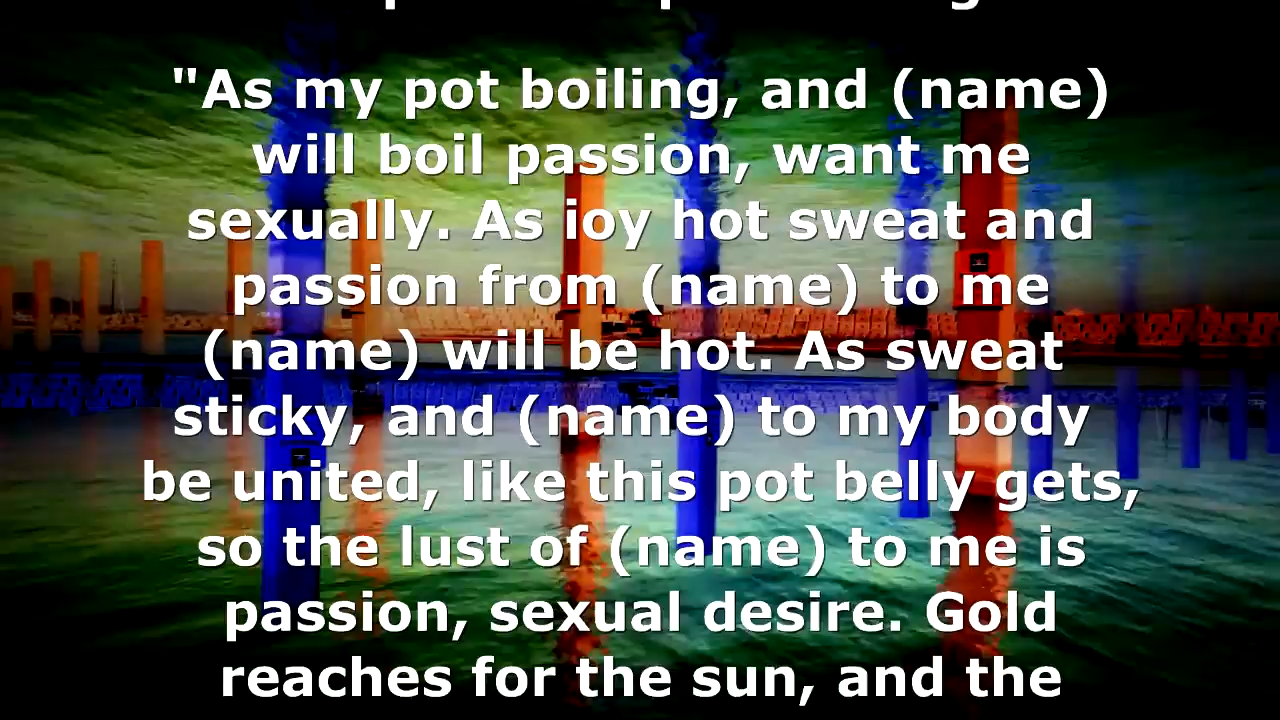 "As my pot boiling, and (name)
will boil passion, want me
sexually. As ioy hot sweat and
passion from (name) to me
(name) will be hot. As sweat
sticky, and (name) to my body
be united, like this pot belly gets,
so the lust of (name) to me is
passion, sexual desire. Gold
reaches for the sun, and the